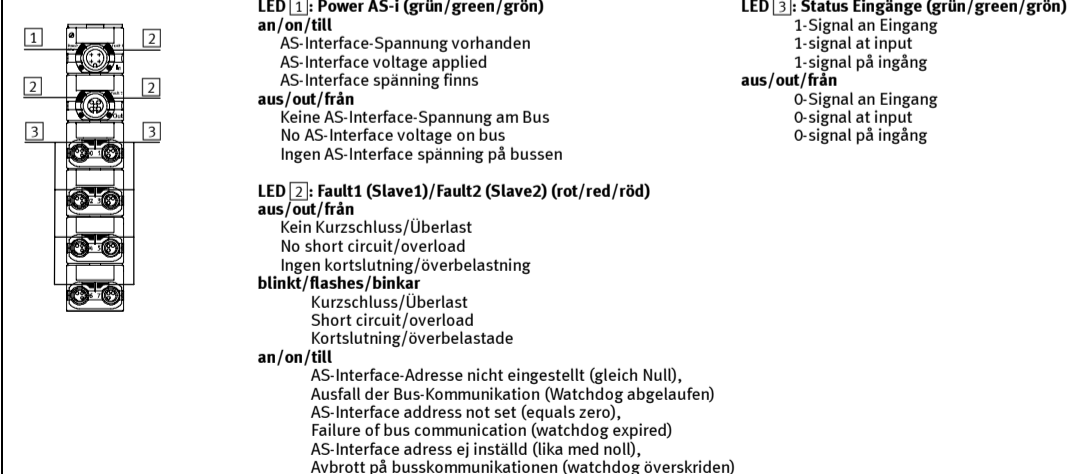 LED 1: Power AS-i (grün/green/grön)
an/on/till
AS-Interface-Spannung vorhanden
AS-Interface voltage applied
AS-Interface spänning finns
aus/out/från
Keine AS-Interface-Spannung am Bus
No AS-Interface voltage on bus
Ingen AS-Interface spänning på bussen
LED 2: Fault1 (Slave1)/Fault2 (Slave2) (rot/red/röd)
aus/out/från
Kein Kurzschluss/Überlast
No short circuit/overload
Ingen kortslutning/överbelastning
blinkt/flashes/binkar
Kurzschluss/Überlast
Short circuit/overload
Kortslutning/överbelastade
an/on/till
AS-Interface-Adresse nicht eingestellt (gleich Null),
Ausfall der Bus-Kommunikation (Watchdog abgelaufen)
AS-Interface address not set (equals zero),
Failure of bus communication (watchdog expired)
AS-Interface adress ej inställd (lika med noll),
Avbrott på busskommunikationen (watchdog överskriden)
LED 3: Status Eingänge (grün/green/grön)
1-Signal an Eingang
1-signal at input
1-signal på ingång
aus/out/från
0-Signal an Eingang
0-signal at input
0-signal på ingång
1 2
2 2
3 3